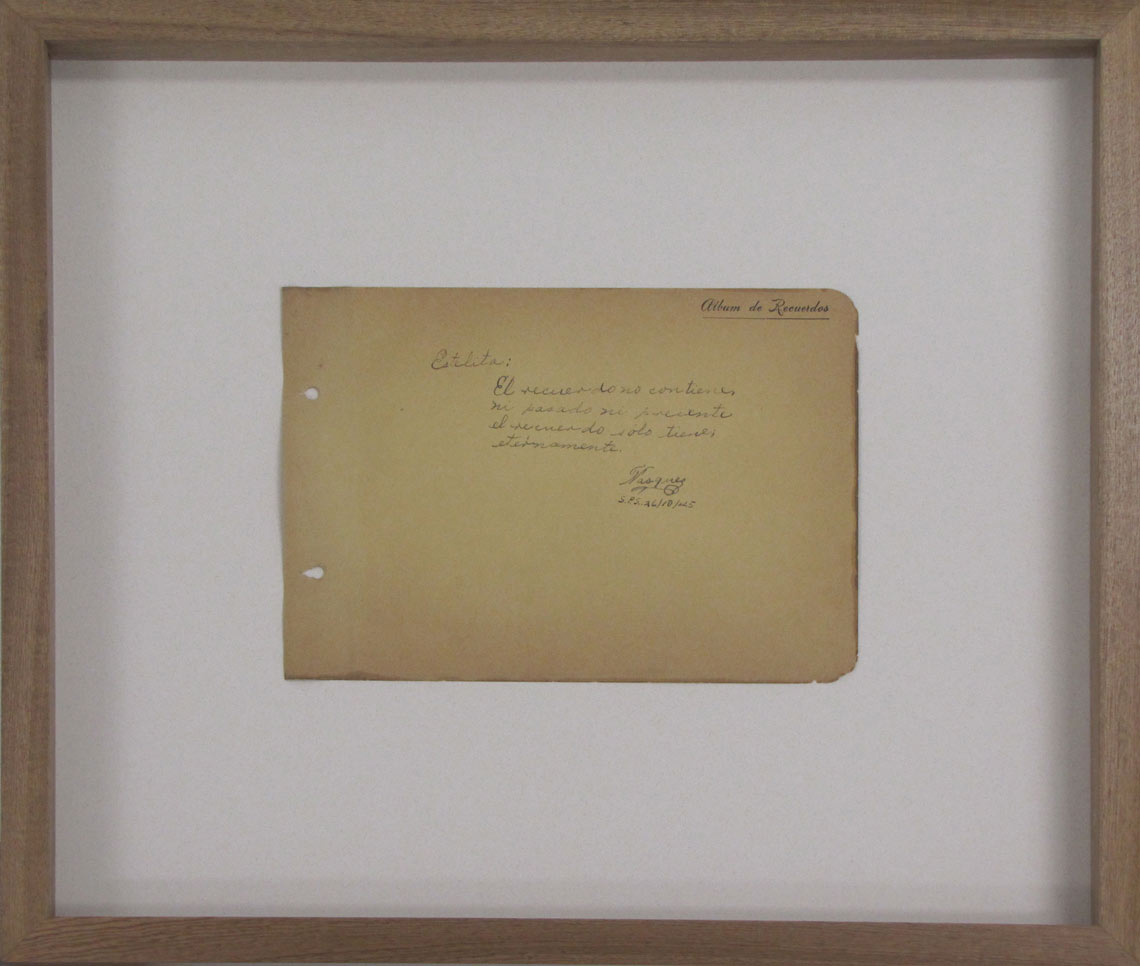 Album de Recuerdos
Estelita:
El recuerdo no contienes
ni pasado ni presente
el recuerdo solo tienes
eternamente.
Vasquez
S.P.S. 26/10/45